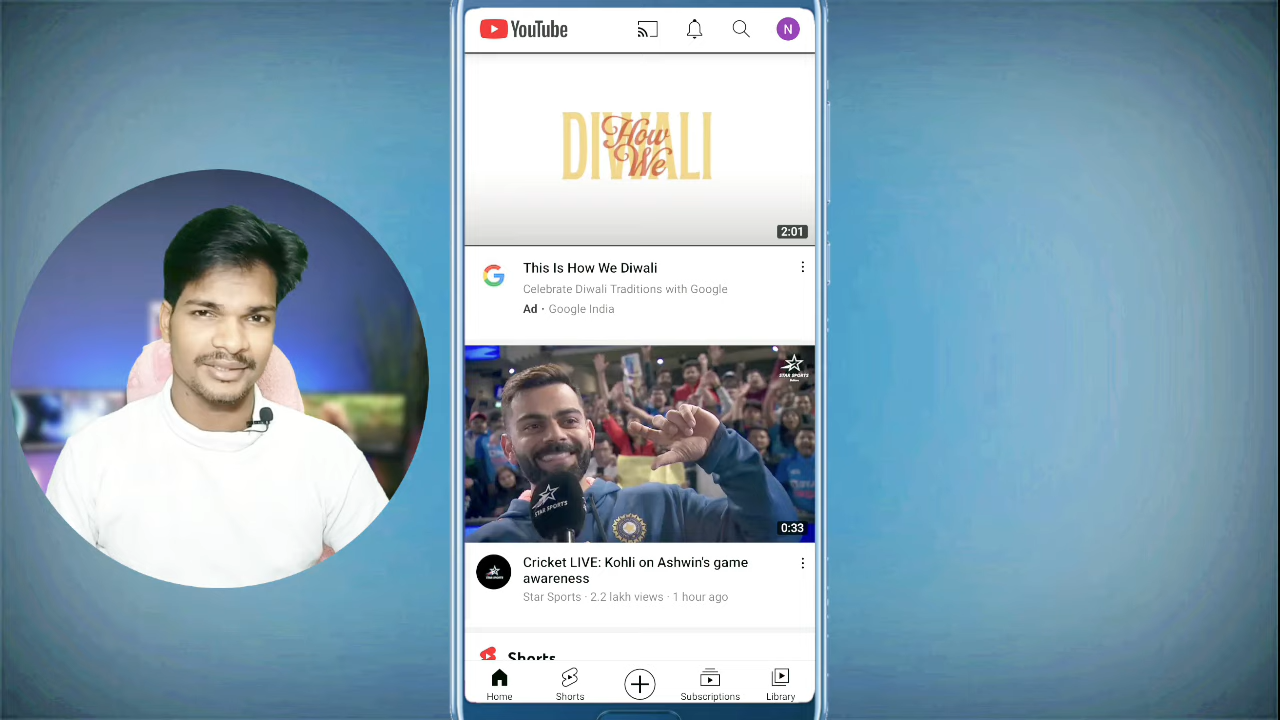 YouTube
N
DIWALI
How
We
2:01
This Is How We Diwali
Celebrate Diwali Traditions with Google
Ad · Google India
STAR SPORTS
STAR SPORTS
0:33
Cricket LIVE: Kohli on Ashwin's game
awareness
Star Sports · 2.2 lakh views · 1 hour ago
Shorts
Home
Shorts
Subscriptions
Library